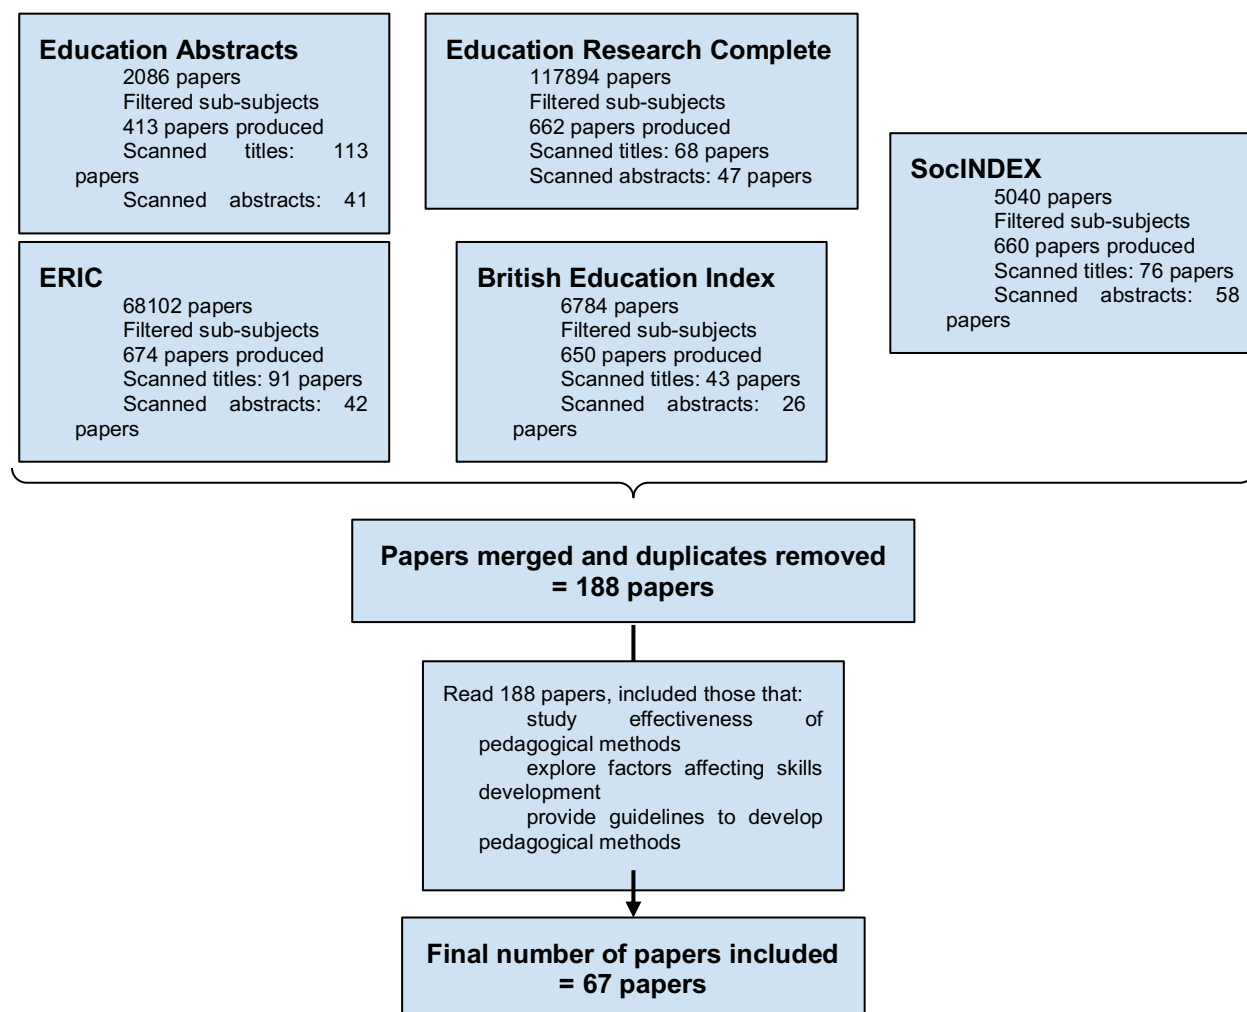 Education Abstracts
2086 papers
Filtered sub-subjects
413 papers produced
Scanned titles: 113
papers
Scanned abstracts: 41
Education Research Complete
117894 papers
Filtered sub-subjects
662 papers produced
Scanned titles: 68 papers
Scanned abstracts: 47 papers
SocINDEX
5040 papers
Filtered sub-subjects
660 papers produced
Scanned titles: 76 papers
Scanned abstracts: 58
papers
ERIC
68102 papers
Filtered sub-subjects
674 papers produced
Scanned titles: 91 papers
Scanned abstracts: 42
papers
British Education Index
6784 papers
Filtered sub-subjects
650 papers produced
Scanned titles: 43 papers
Scanned abstracts: 26
papers
Papers merged and duplicates removed
= 188 papers
Read 188 papers, included those that:
study effectiveness of
pedagogical methods
explore factors affecting skills
development
provide guidelines to develop
pedagogical methods
Final number of papers included
= 67 papers